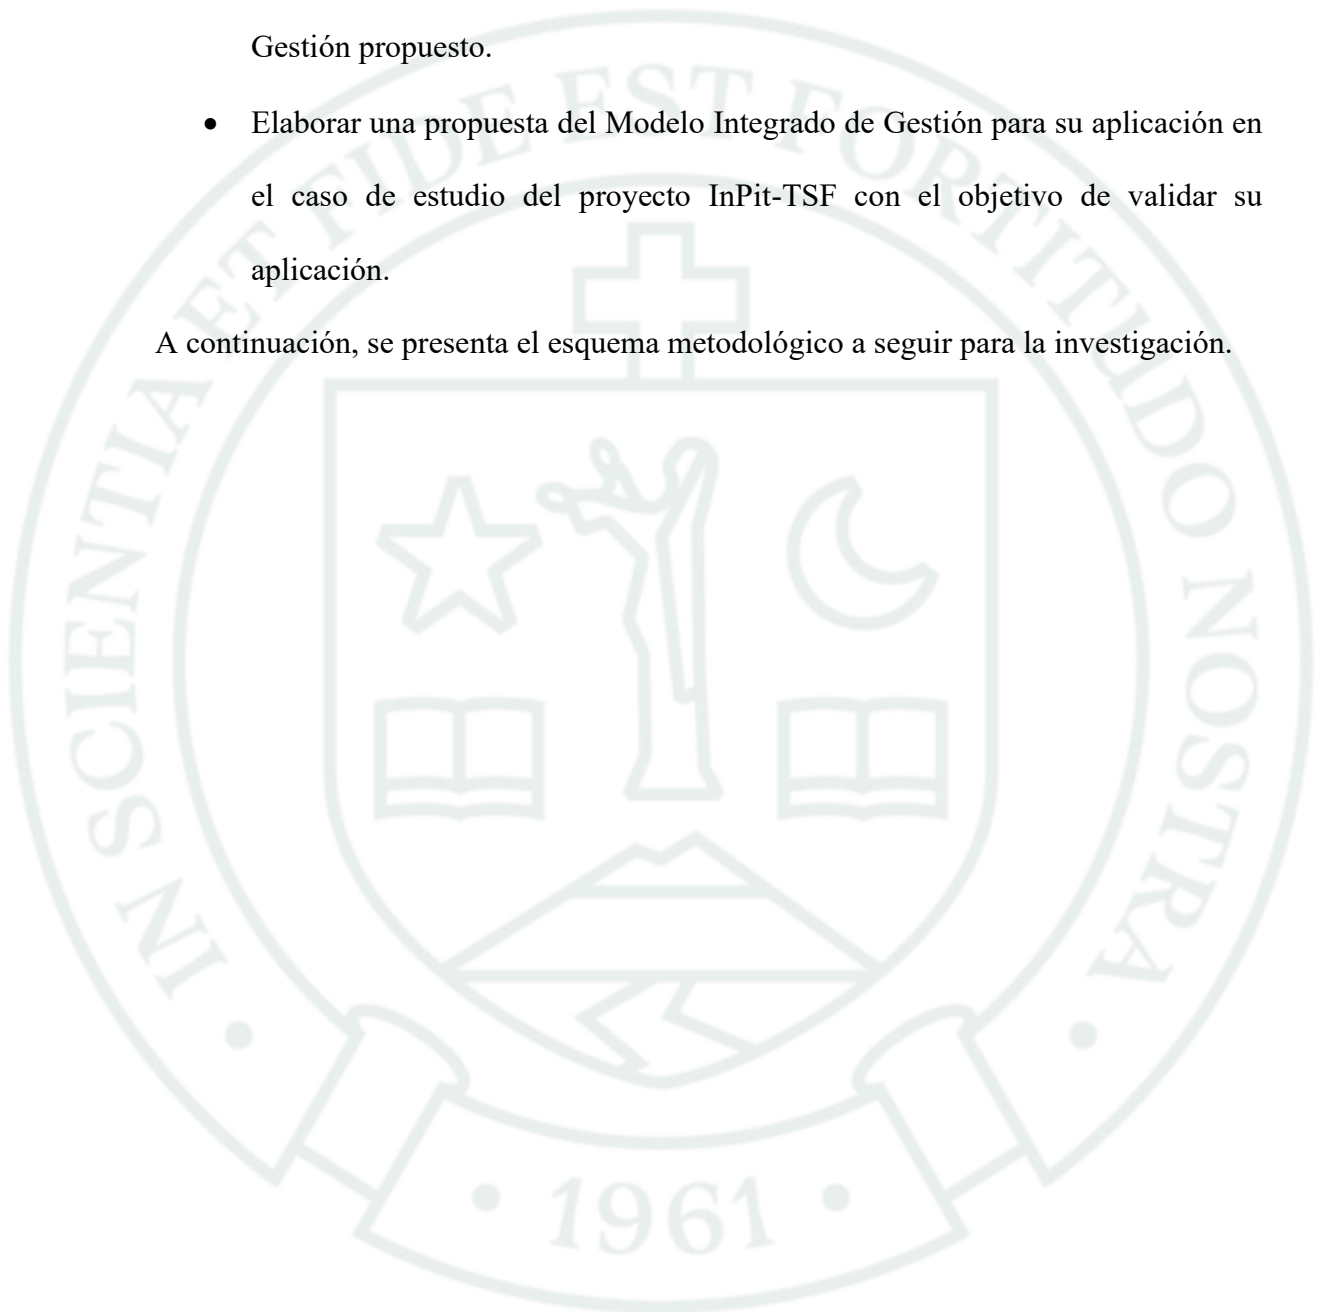 Gestión propuesto.
• Elaborar una propuesta del Modelo Integrado de Gestión para su aplicación en
el caso de estudio del proyecto InPit-TSF con el objetivo de validar su
aplicación.
A continuación, se presenta el esquema metodológico a seguir para la investigación.
IN SCIENTIA ET FIDE EST FORTITUDO NOSTRA
• 1961 •